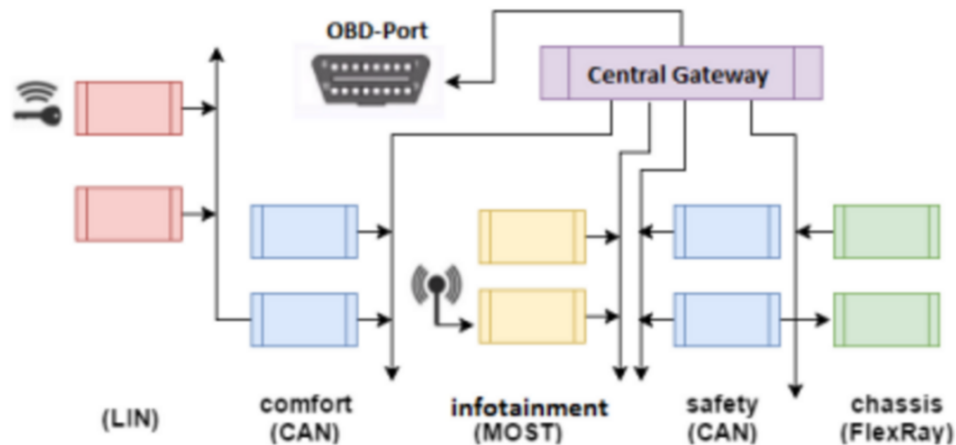 OBD-Port
Central Gateway
(LIN)
comfort
(CAN)
infotainment
(MOST)
safety
(CAN)
chassis
(FlexRay)